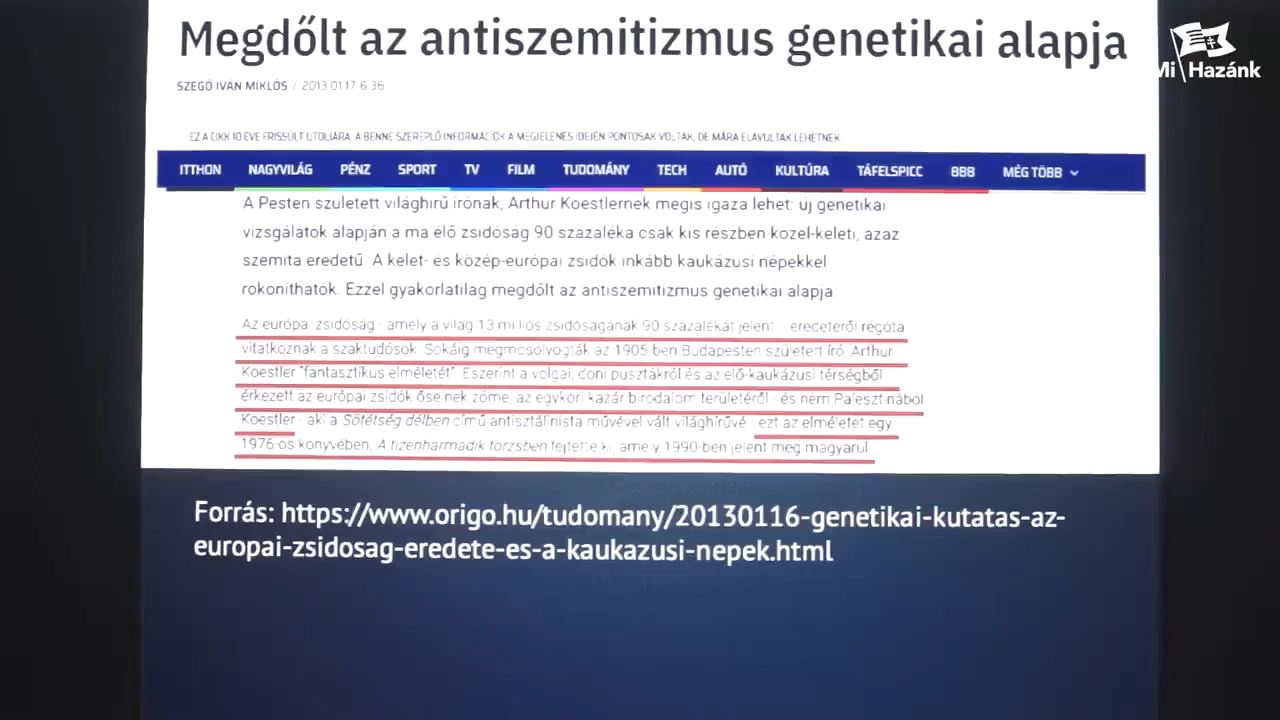 Megdőlt az antiszemitizmus genetikai alapja
Mi Hazánk
SZEGŐ IVÁN MIKLÓS / 2013.01.17. 6:36
EZ A CIKK 10 ÉVE FRISSÜLT UTOLJÁRA. A BENNE SZEREPLŐ INFORMÁCIÓK A MEGJELENÉS IDEJÉN PONTOSAK VOLTAK, DE MÁRA ELAVULTAK LEHETNEK.
ITTHON NAGYVILÁG PÉNZ SPORT TV FILM TUDOMÁNY TECH AUTÓ KULTÚRA TÁFELSPICC 888 MÉG TÖBB
A Pesten született világhírű írónak, Arthur Koestlernek mégis igaza lehet: új genetikai
vizsgálatok alapján a ma élő zsidóság 90 százaléka csak kis részben közel-keleti, azaz
szemita eredetű. A kelet- és közép-európai zsidók inkább kaukázusi népekkel
rokoníthatók. Ezzel gyakorlatilag megdőlt az antiszemitizmus genetikai alapja.
Az európai zsidóság - amely a világ 13 milliós zsidóságának 90 százalékát jelenti - eredetéről régóta
vitatkoznak a szaktudósok. Sokáig megmosolyogták az 1905-ben Budapesten született író, Arthur
Koestler "fantasztikus elméletét". Eszerint a volgai, doni pusztákról és az elő-kaukázusi térségből
érkezett az európai zsidók őseinek zöme, az egykori kazár birodalom területéről - és nem Palesztinából.
Koestler - aki a Sötétség délben című antisztálinista művével vált világhírűvé - ezt az elméletet egy
1976-os könyvében, A tizenharmadik törzsben fejtette ki, amely 1990-ben jelent meg magyarul.
Forrás: https://www.origo.hu/tudomany/20130116-genetikai-kutatas-az-
europai-zsidosag-eredete-es-a-kaukazusi-nepek.html